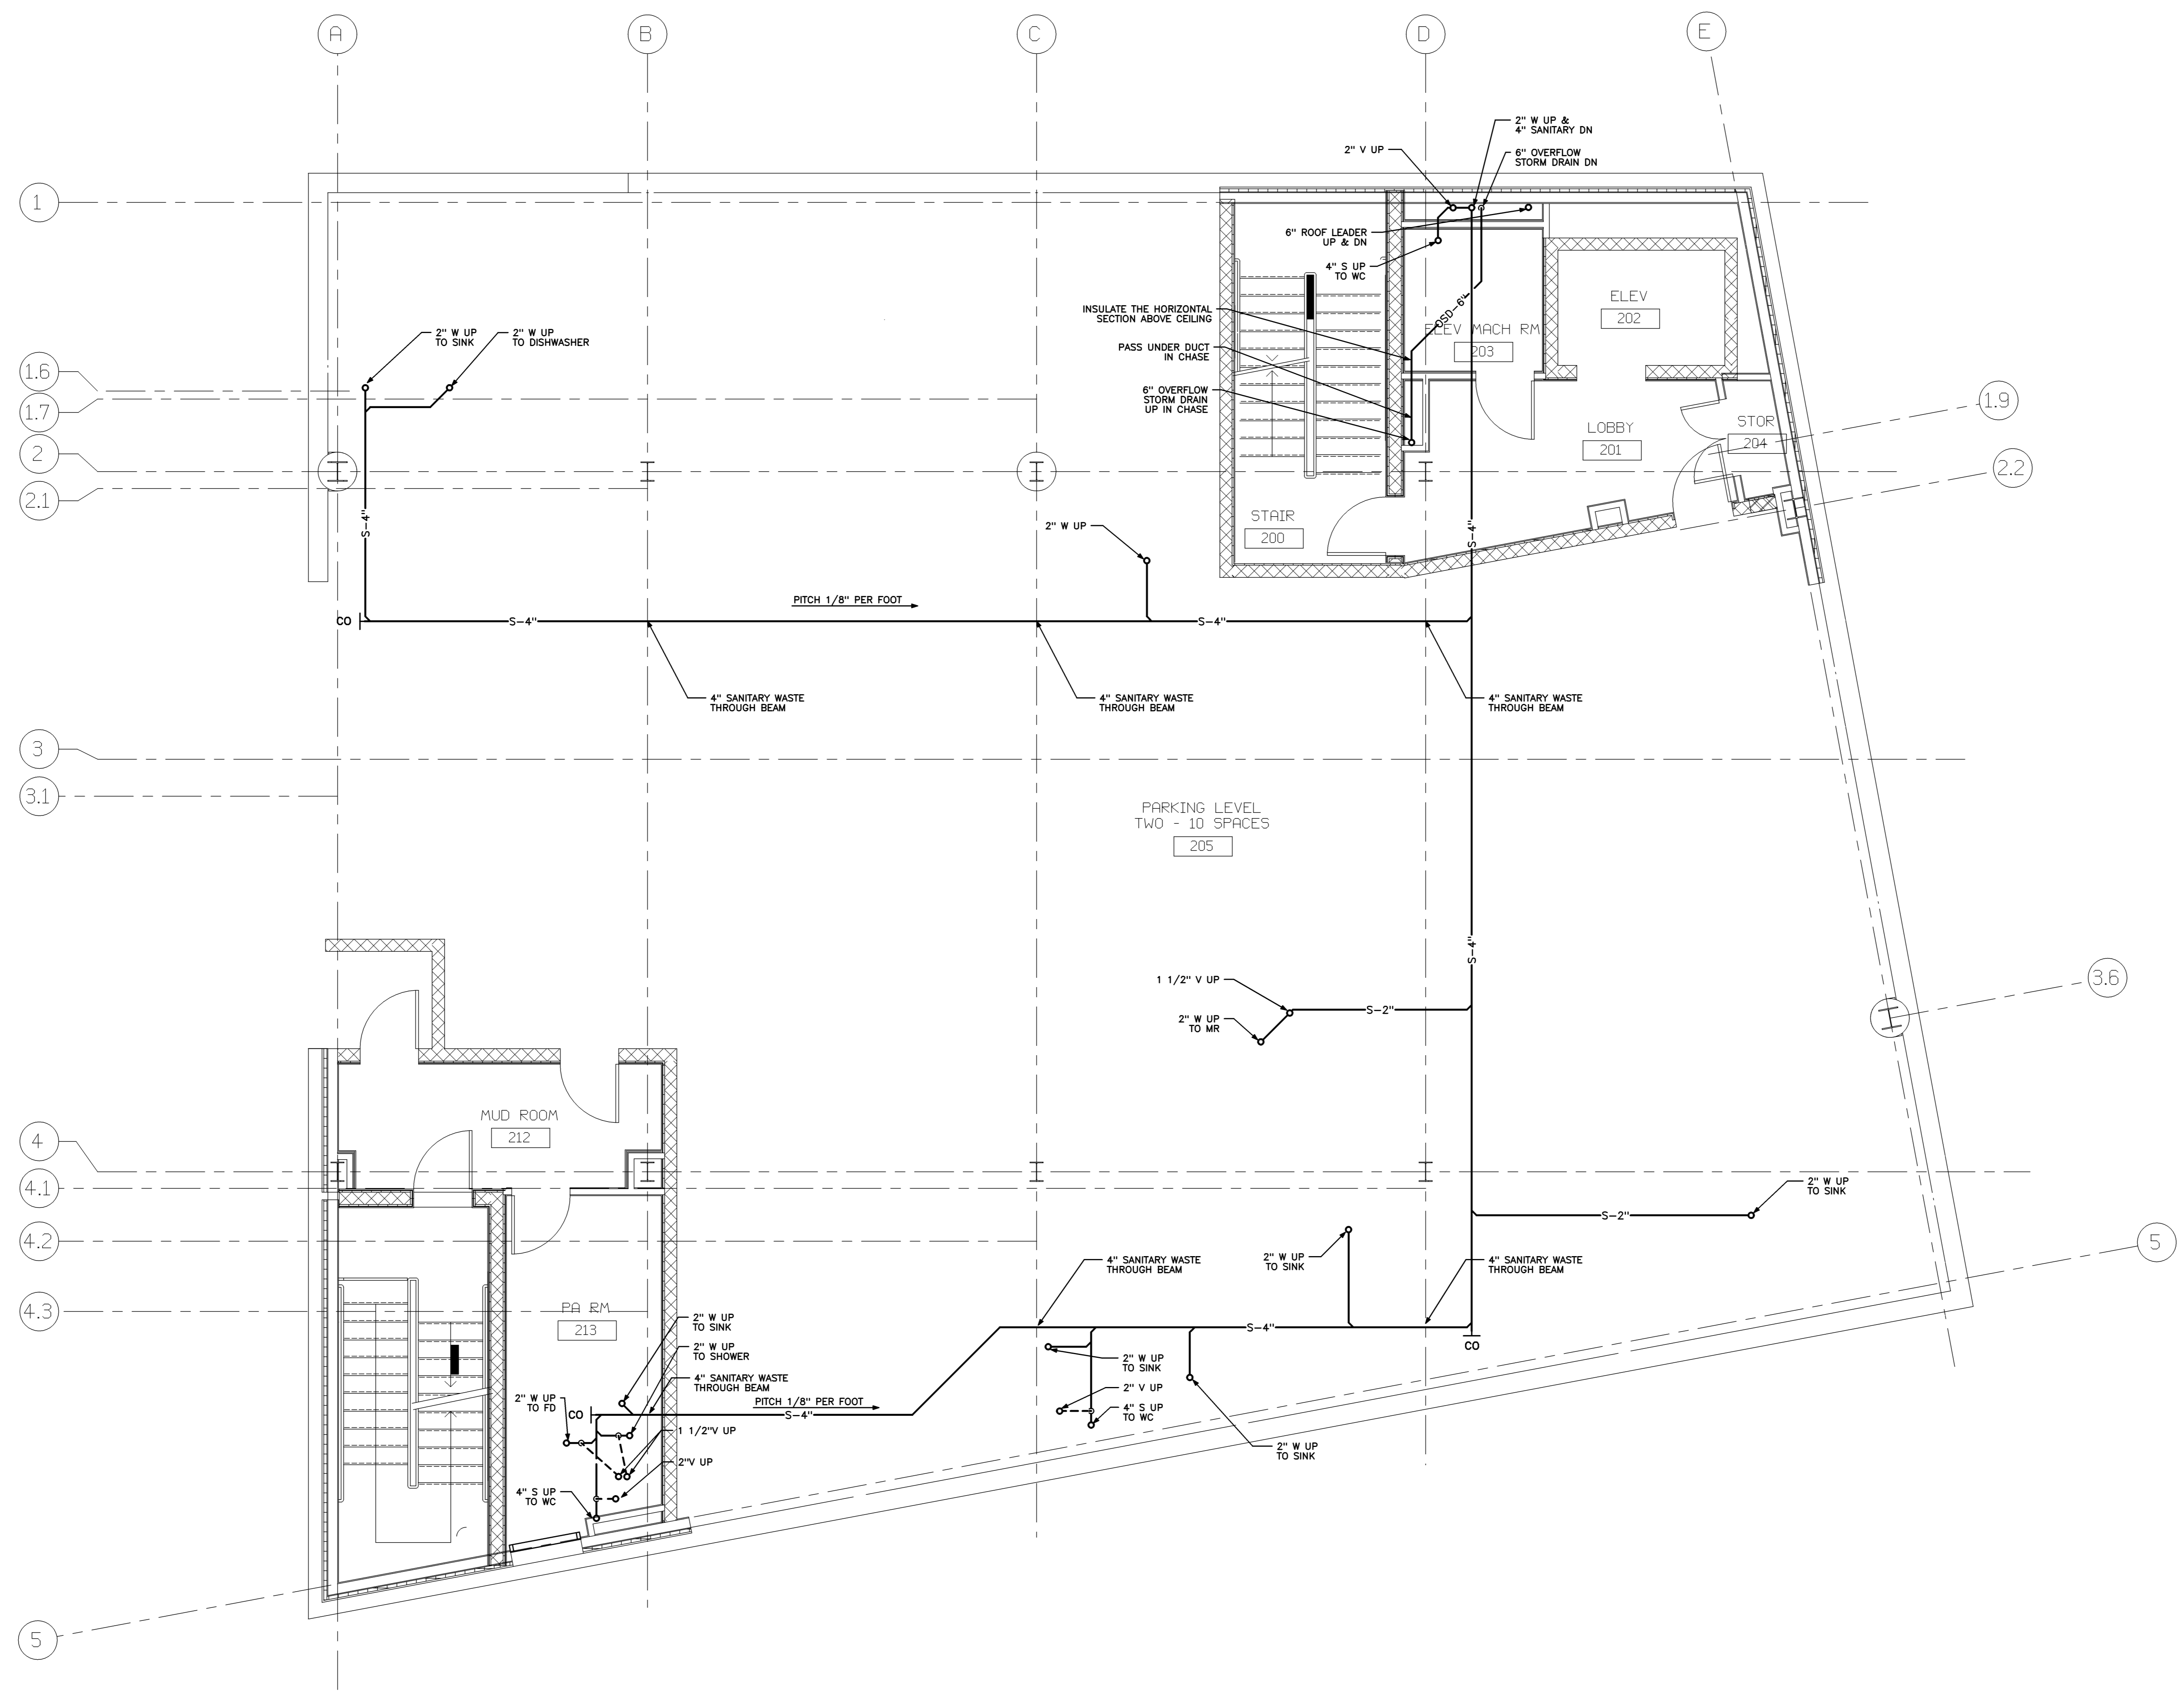 A
B
C
D
E
2" W UP &
4" SANITARY DN
2" V UP
6" OVERFLOW
STORM DRAIN DN
1
6" ROOF LEADER
UP & DN
4" S UP
TO WC
INSULATE THE HORIZONTAL
SECTION ABOVE CEILING
OSD-6"
ELEV
202
ELEV MACH RM
203
2" W UP
TO SINK
2" W UP
TO DISHWASHER
PASS UNDER DUCT
IN CHASE
1.6
1.7
6" OVERFLOW
STORM DRAIN
UP IN CHASE
1.9
LOBBY
201
STOR
204
2
2.1
2.2
S-4"
STAIR
200
2" W UP
S-4"
PITCH 1/8" PER FOOT
CO
S-4"
S-4"
4" SANITARY WASTE
THROUGH BEAM
4" SANITARY WASTE
THROUGH BEAM
4" SANITARY WASTE
THROUGH BEAM
3
3.1
PARKING LEVEL
TWO - 10 SPACES
205
S-4"
1 1/2" V UP
S-2"
2" W UP
TO MR
3.6
MUD ROOM
212
4
4.1
4.2
4.3
2" W UP
TO SINK
S-2"
5
4" SANITARY WASTE
THROUGH BEAM
2" W UP
TO SINK
4" SANITARY WASTE
THROUGH BEAM
PA RM
213
2" W UP
TO SINK
S-4"
CO
2" W UP
TO SHOWER
2" W UP
TO SINK
4" SANITARY WASTE
THROUGH BEAM
2" W UP
TO FD
CO
PITCH 1/8" PER FOOT
S-4"
2" V UP
4" S UP
TO WC
1 1/2"V UP
2" W UP
TO SINK
2"V UP
4" S UP
TO WC
5